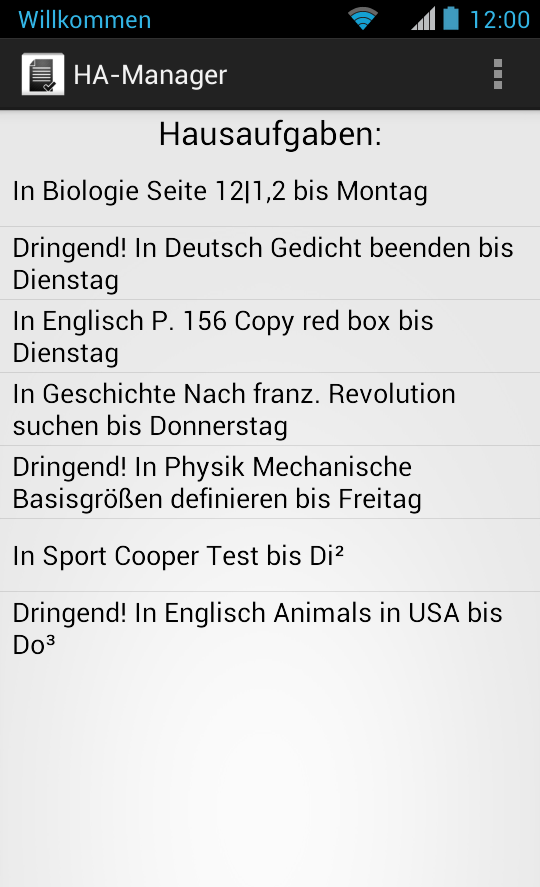 Willkommen 12:00
HA-Manager
Hausaufgaben:
In Biologie Seite 12|1,2 bis Montag
Dringend! In Deutsch Gedicht beenden bis
Dienstag
In Englisch P. 156 Copy red box bis
Dienstag
In Geschichte Nach franz. Revolution
suchen bis Donnerstag
Dringend! In Physik Mechanische
Basisgrößen definieren bis Freitag
In Sport Cooper Test bis Di²
Dringend! In Englisch Animals in USA bis
Do³